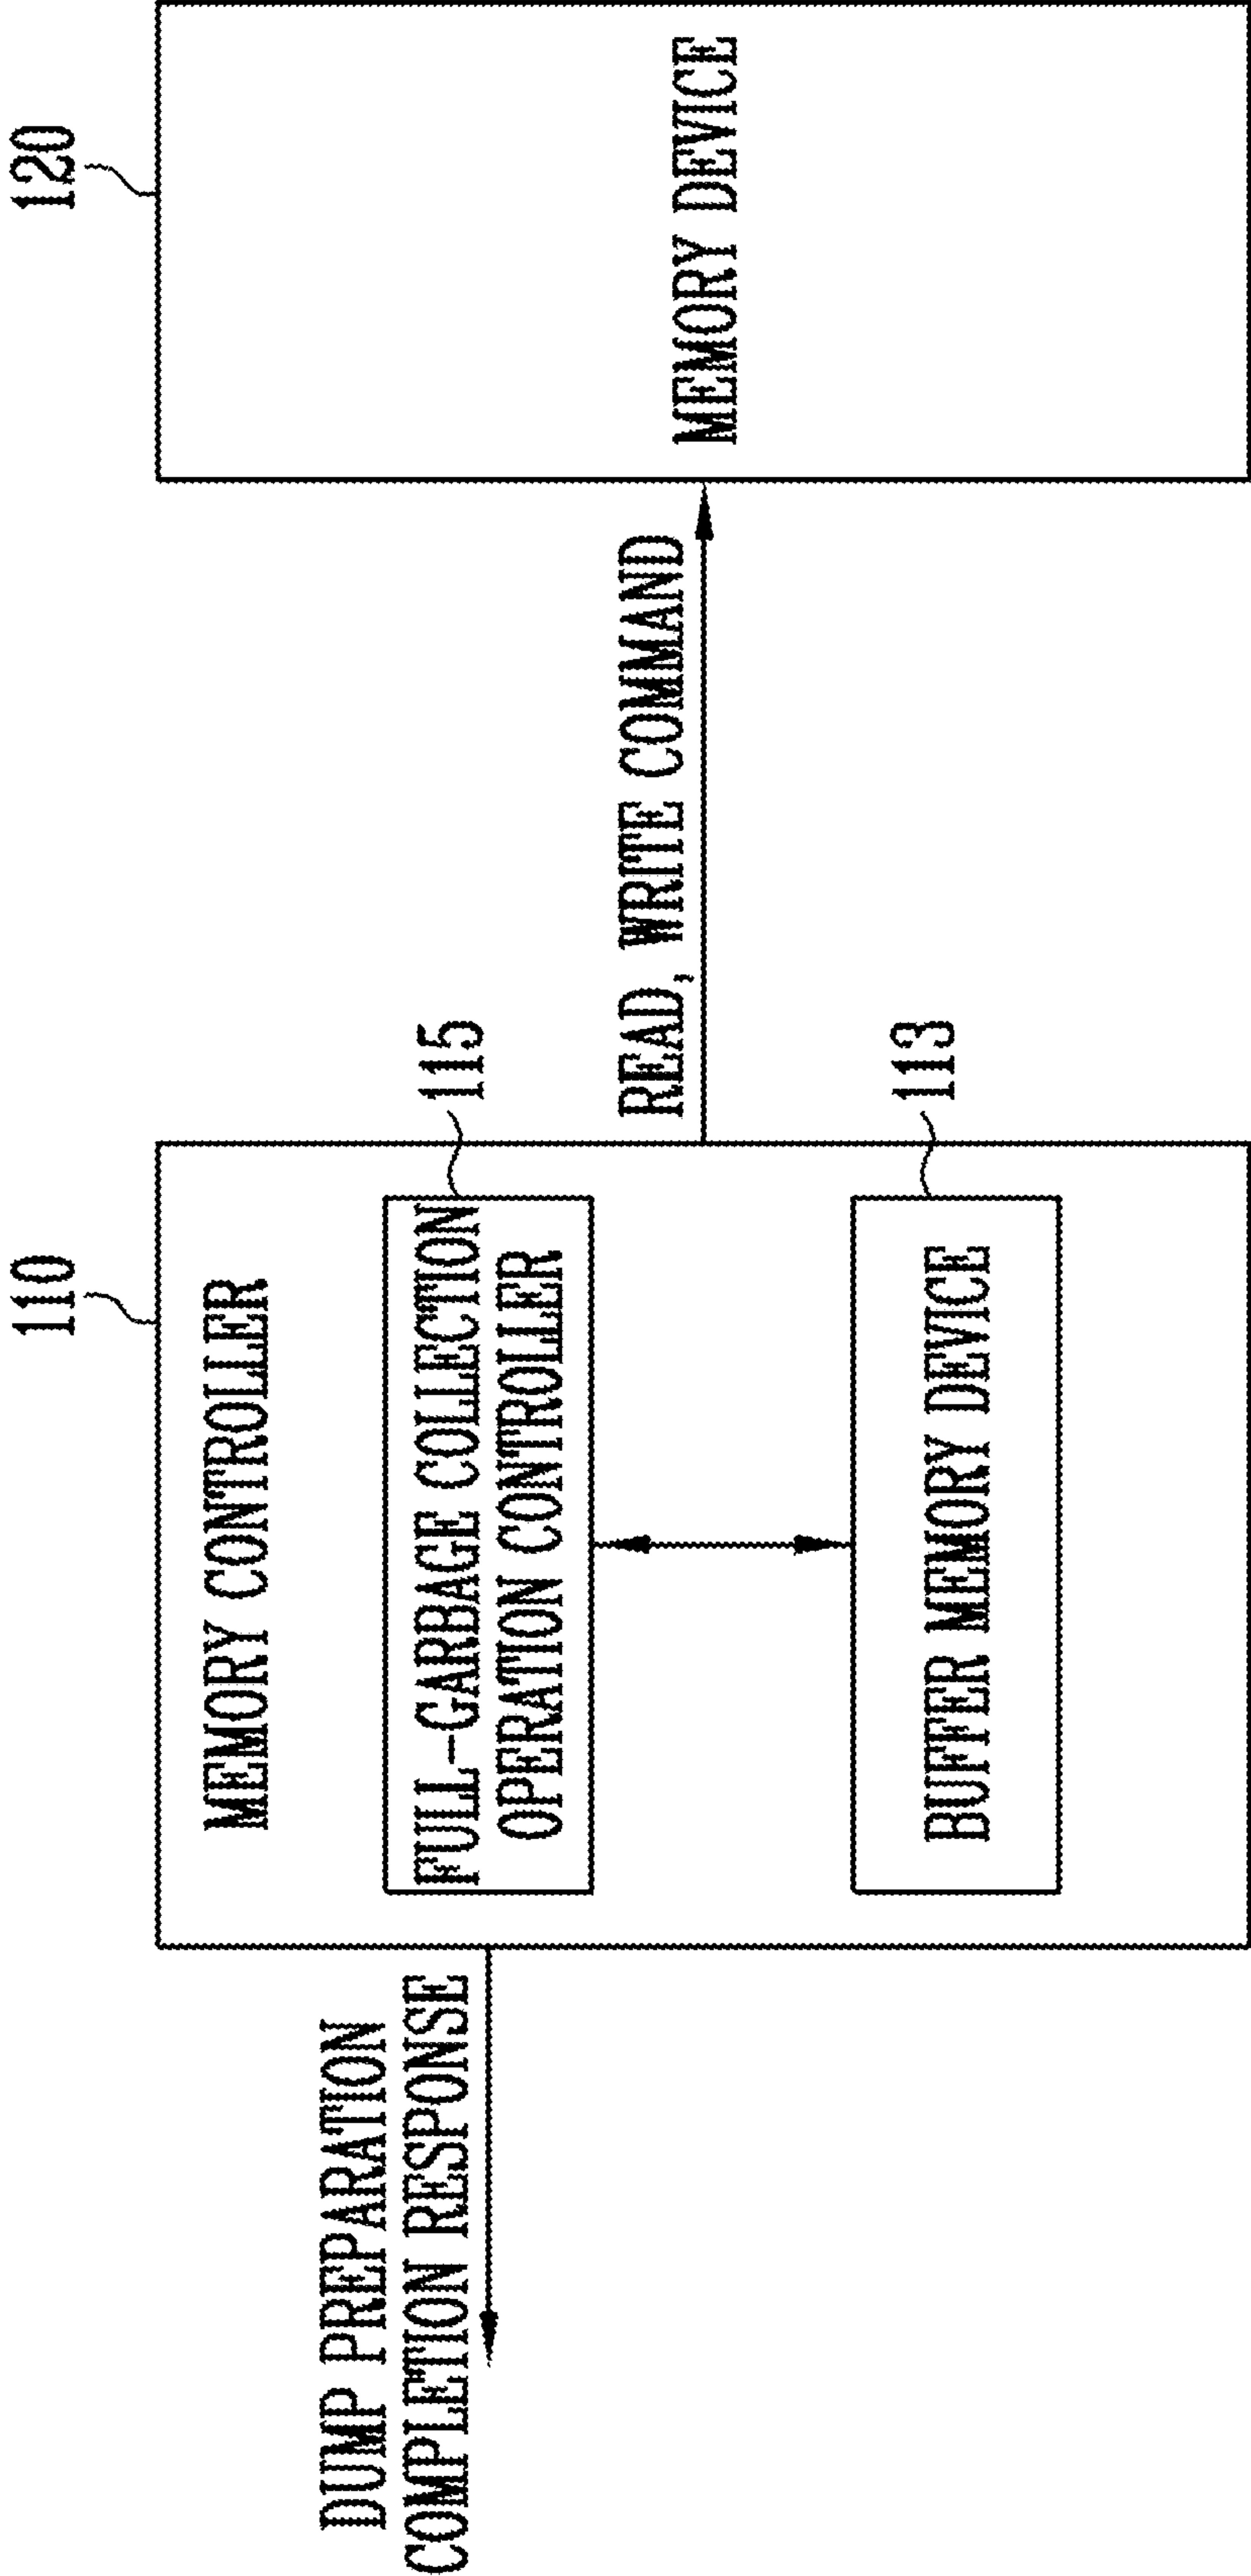 110
120
MEMORY CONTROLLER
DUMP PREPARATION
COMPLETION RESPONSE
FULL-GARBAGE COLLECTION
OPERATION CONTROLLER
115
READ, WRITE COMMAND
MEMORY DEVICE
113
BUFFER MEMORY DEVICE